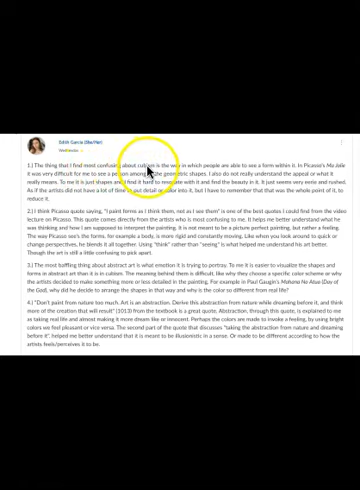 Edith Garcia (She/Her)
Wednesday
1.) The thing that I find most confusing about cubism is the way in which people are able to see a form within it. In Picasso's Ma Jolie
it was very difficult for me to see a person among the geometric shapes. I also do not really understand the appeal or what it
really means. To me it is just shapes and I find it hard to resonate with it and find the beauty in it. It just seems very eerie and rushed.
As if the artists did not have a lot of time to put detail or color into it, but I have to remember that that was the whole point of it, to
reduce it.
2.) I think Picasso quote saying, "I paint forms as I think them, not as I see them" is one of the best quotes I could find from the video
lecture on Picasso. This quote comes directly from the artists who is most confusing to me. It helps me better understand what he
was thinking and how I am supposed to interpret the painting. It is not meant to be a picture perfect painting, but rather a feeling.
The way Picasso see's the forms, for example a body, is more rigid and constantly moving. Like when you look around to quick or
change perspectives, he blends it all together. Using "think" rather than "seeing" is what helped me understand his art better.
Though the art is still a little confusing to pick apart.
3.) The most baffling thing about abstract art is what emotion it is trying to portray. To me it is easier to visualize the shapes and
forms in abstract art than it is in cubism. The meaning behind them is difficult, like why they choose a specific color scheme or why
the artists decided to make something more or less detailed in the painting. For example in Paul Gaugin's Mahana No Atua (Day of
the God), why did he decide to arrange the shapes in that way and why is the color so different from real life?
4.) "Don't paint from nature too much. Art is an abstraction. Derive this abstraction from nature while dreaming before it, and think
more of the creation that will result" (1013) from the textbook is a great quote. Abstraction, through this quote, is explained to me
as taking real life and almost making it more dream like or innocent. Perhaps the colors are made to invoke a feeling, by using bright
colors we feel pleasant or vice versa. The second part of the quote that discusses "taking the abstraction from nature and dreaming
before it", helped me better understand that it is meant to be illusionistic in a sense. Or made to be different according to how the
artists feels/perceives it to be.